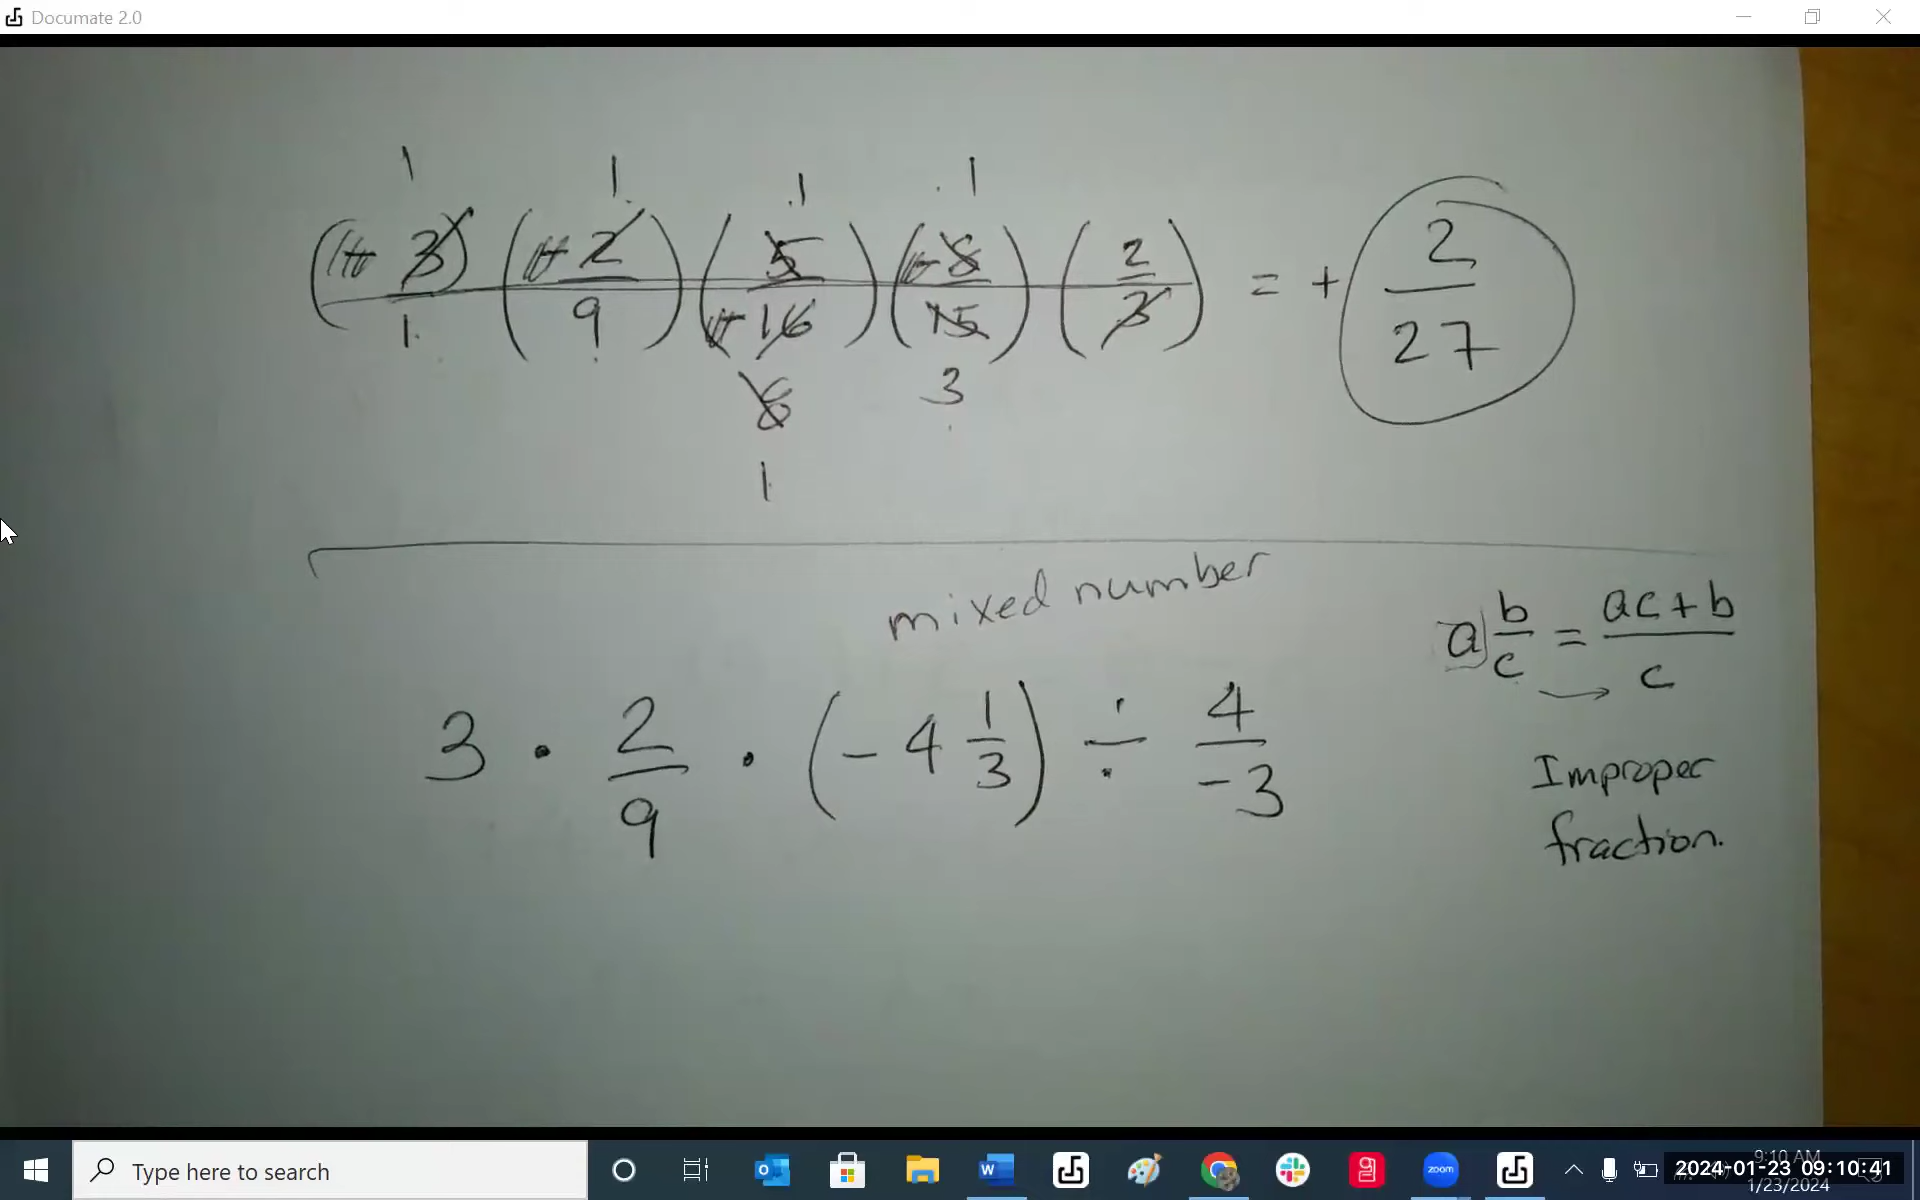 Documate 2.0
1 1 1 1
(-3/1) (-2/9) (5/-16) (-8/15) (2/3) = + 2/27
8 3
1
mixed number
a b/c = ac+b/c
3 · 2/9 · (-4 1/3) ÷ 4/-3
Improper
fraction.
Type here to search
zoom
9:10 AM
2024-01-23 09:10:41
1/23/2024